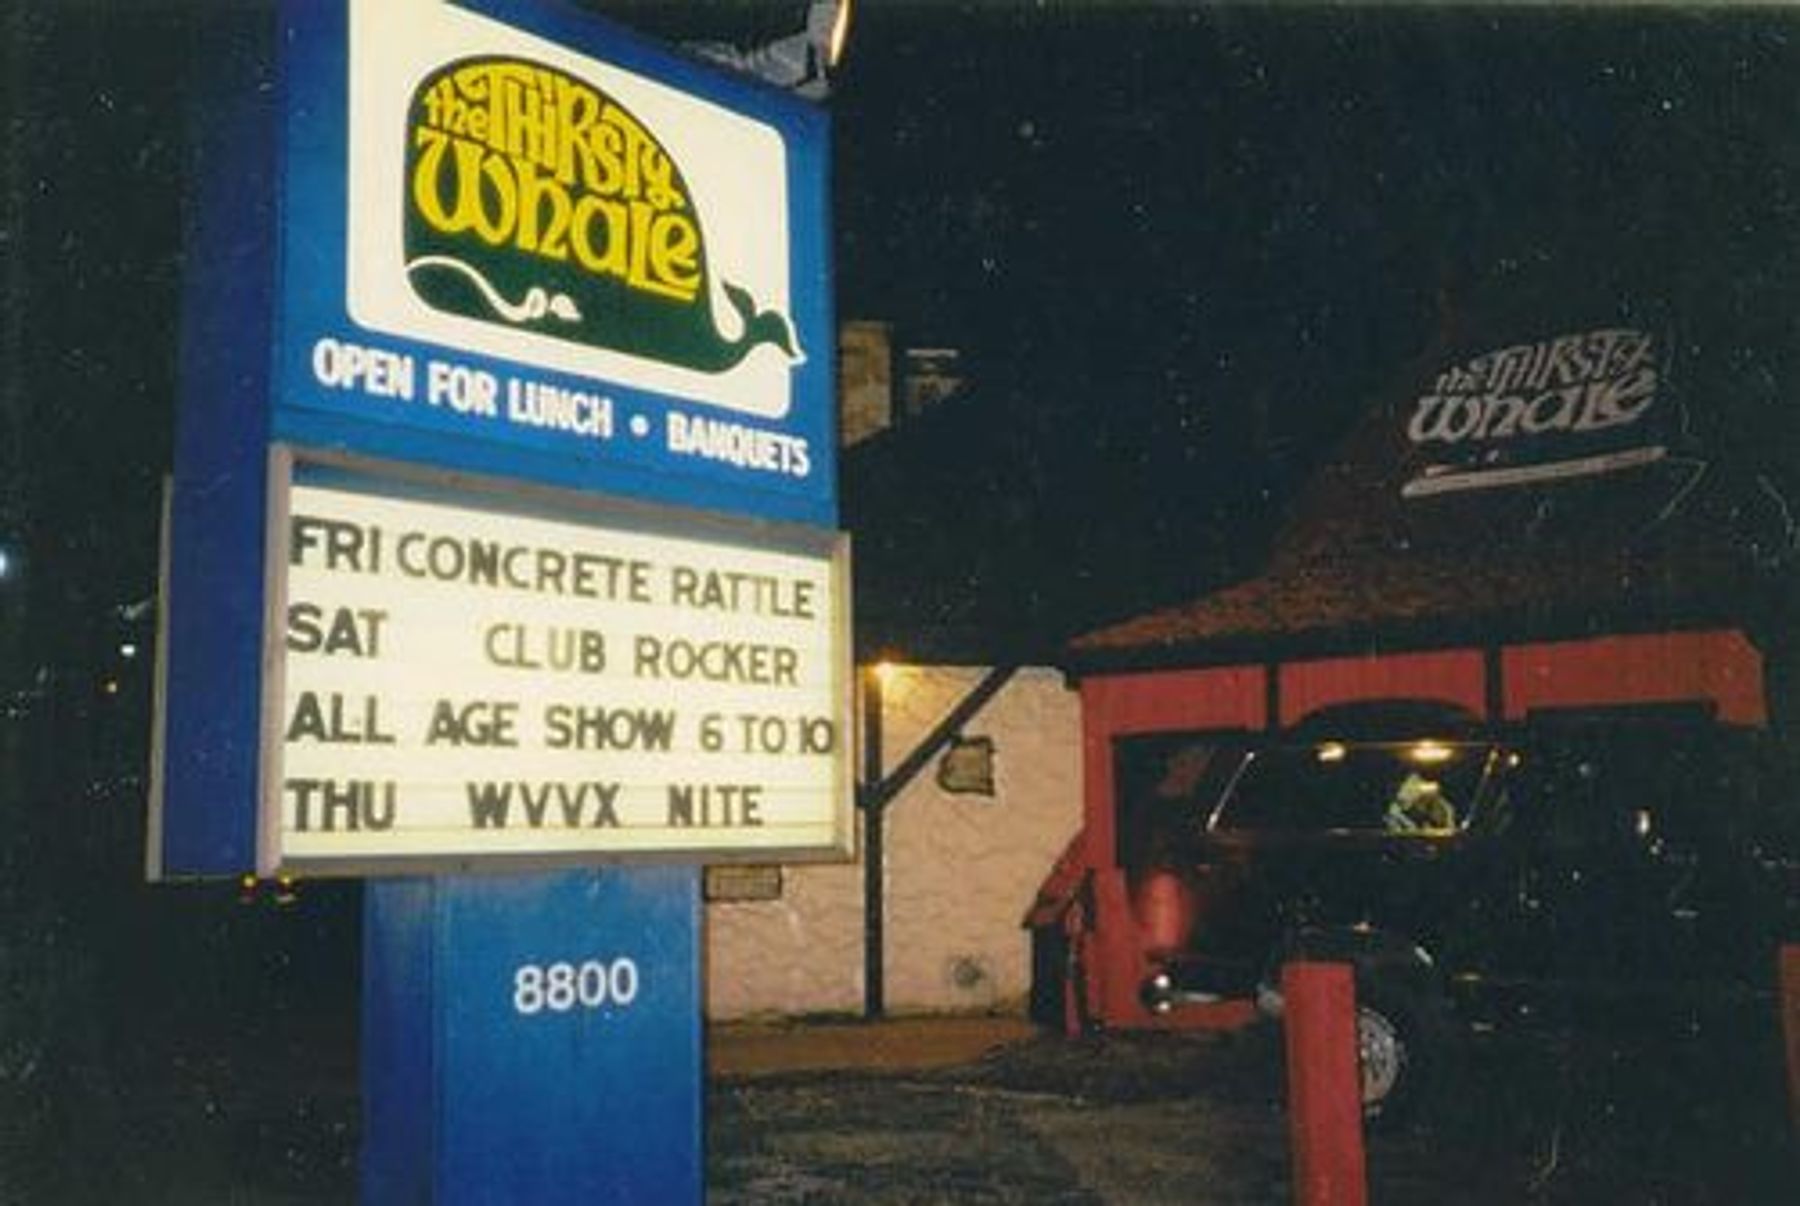 the THIRSTY
whale
OPEN FOR LUNCH • BANQUETS
FRI CONCRETE RATTLE
SAT CLUB ROCKER
ALL AGE SHOW 6 TO 10
THU WVVX NITE
8800
the THIRSTY
whale